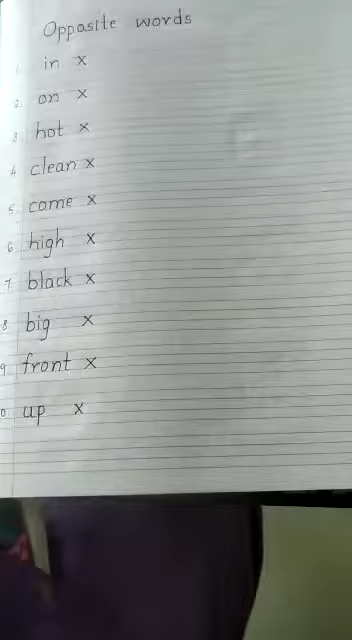 Opposite words
1 in x
2 on x
3 hot x
4 clean x
5 come x
6 high x
7 black x
8 big x
9 front x
0 up x